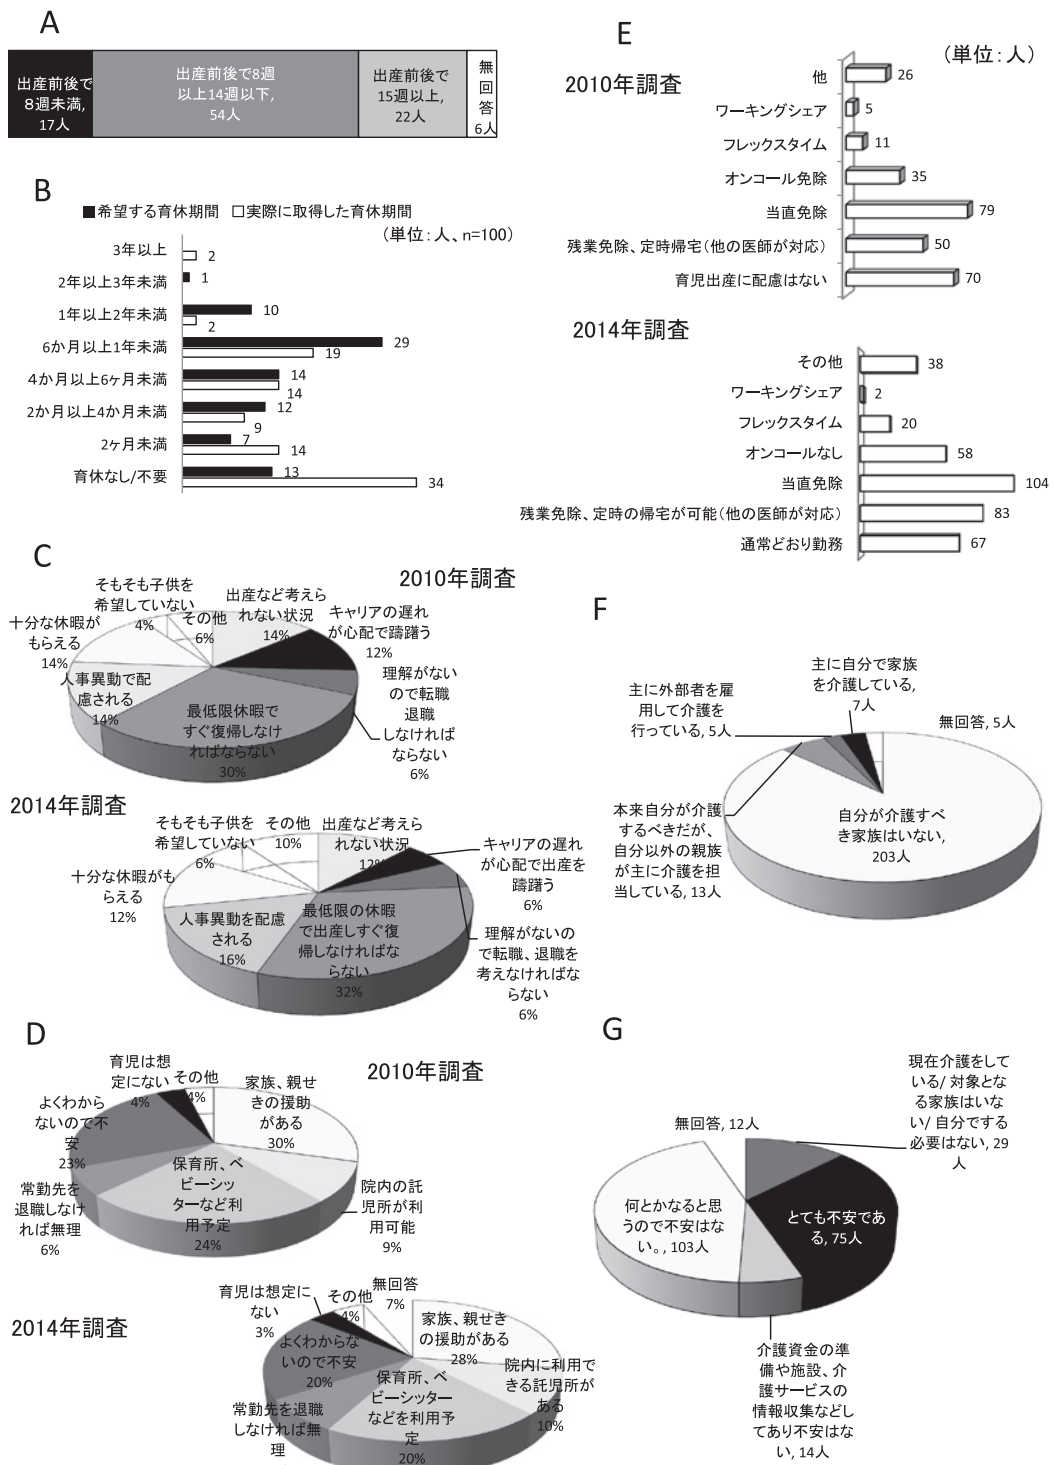 A
出産前後で
８週未満,
17人
出産前後で8週
以上14週以下,
54人
出産前後で
15週以上,
22人
無
回
答
6人
B
■希望する育休期間 □実際に取得した育休期間
（単位：人、n=100）
3年以上
2
2年以上3年未満
1
1年以上2年未満
10
2
6か月以上1年未満
29
19
４か月以上6ヶ月未満
14
14
2か月以上4か月未満
12
9
2ヶ月未満
7
14
育休なし/不要
13
34
C
2010年調査
そもそも子供を
希望していない
4%
その他
6%
出産など考えら
れない状況
14%
キャリアの遅れ
が心配で躊躇う
12%
理解がない
ので転職
退職
しなければ
ならない
6%
最低限休暇で
すぐ復帰しなけ
ればならない
30%
人事異動で配
慮される
14%
十分な休暇が
もらえる
14%
2014年調査
そもそも子供を
希望していない
6%
その他
10%
出産など考えら
れない状況
12%
キャリアの遅れ
が心配で出産を
躊躇う
6%
理解がないの
で転職、退職を
考えなければな
らない
6%
最低限の休暇
で出産しすぐ復
帰しなければな
らない
32%
人事異動を配慮
される
16%
十分な休暇がも
らえる
12%
D
2010年調査
育児は想
定にない
4%
その他
4%
家族、親せ
きの援助
がある
30%
院内の託
児所が利
用可能
9%
保育所、ベ
ビーシッ
ターなど利
用予定
24%
常勤先を
退職しなけ
れば無理
6%
よくわから
ないので不
安
23%
2014年調査
育児は想定に
ない
3%
その他
4%
無回答
7%
家族、親せき
の援助がある
28%
院内に利用で
きる託児所が
ある
10%
保育所、ベ
ビーシッター
などを利用予
定
20%
常勤先を退職
しなければ無
理
よくわからな
いので不安
20%
E
（単位：人）
2010年調査
他
26
ワーキングシェア
5
フレックスタイム
11
オンコール免除
35
当直免除
79
残業免除、定時帰宅（他の医師が対応）
50
育児出産に配慮はない
70
2014年調査
その他
38
ワーキングシェア
2
フレックスタイム
20
オンコールなし
58
当直免除
104
残業免除、定時の帰宅が可能（他の医師が対応）
83
通常どおり勤務
67
F
主に自分で家族
を介護している,
7人
主に外部者を雇
用して介護を
行っている, 5人
無回答, 5人
本来自分が介護
するべきだが、
自分以外の親族
が主に介護を担
当している, 13人
自分が介護すべ
き家族はいない,
203人
G
現在介護をして
いる/ 対象とな
る家族はいな
い/ 自分でする
必要はない, 29
人
無回答, 12人
何とかなると思
うので不安はな
い。, 103人
とても不安であ
る, 75人
介護資金の準
備や施設、介
護サービスの
情報収集などし
てあり不安はな
い, 14人